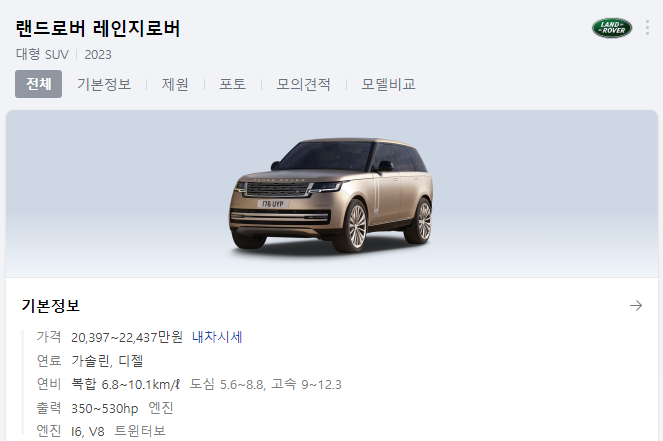 랜드로버 레인지로버
LAND-
-ROVER
대형 SUV 2023
전체 기본정보 제원 포토 모의견적 모델비교
RANGE ROVER
176 UYP
기본정보
가격 20,397~22,437만원 내차시세
연료 가솔린, 디젤
연비 복합 6.8~10.1km/ℓ 도심 5.6~8.8, 고속 9~12.3
출력 350~530hp 엔진
엔진 I6, V8 트윈터보